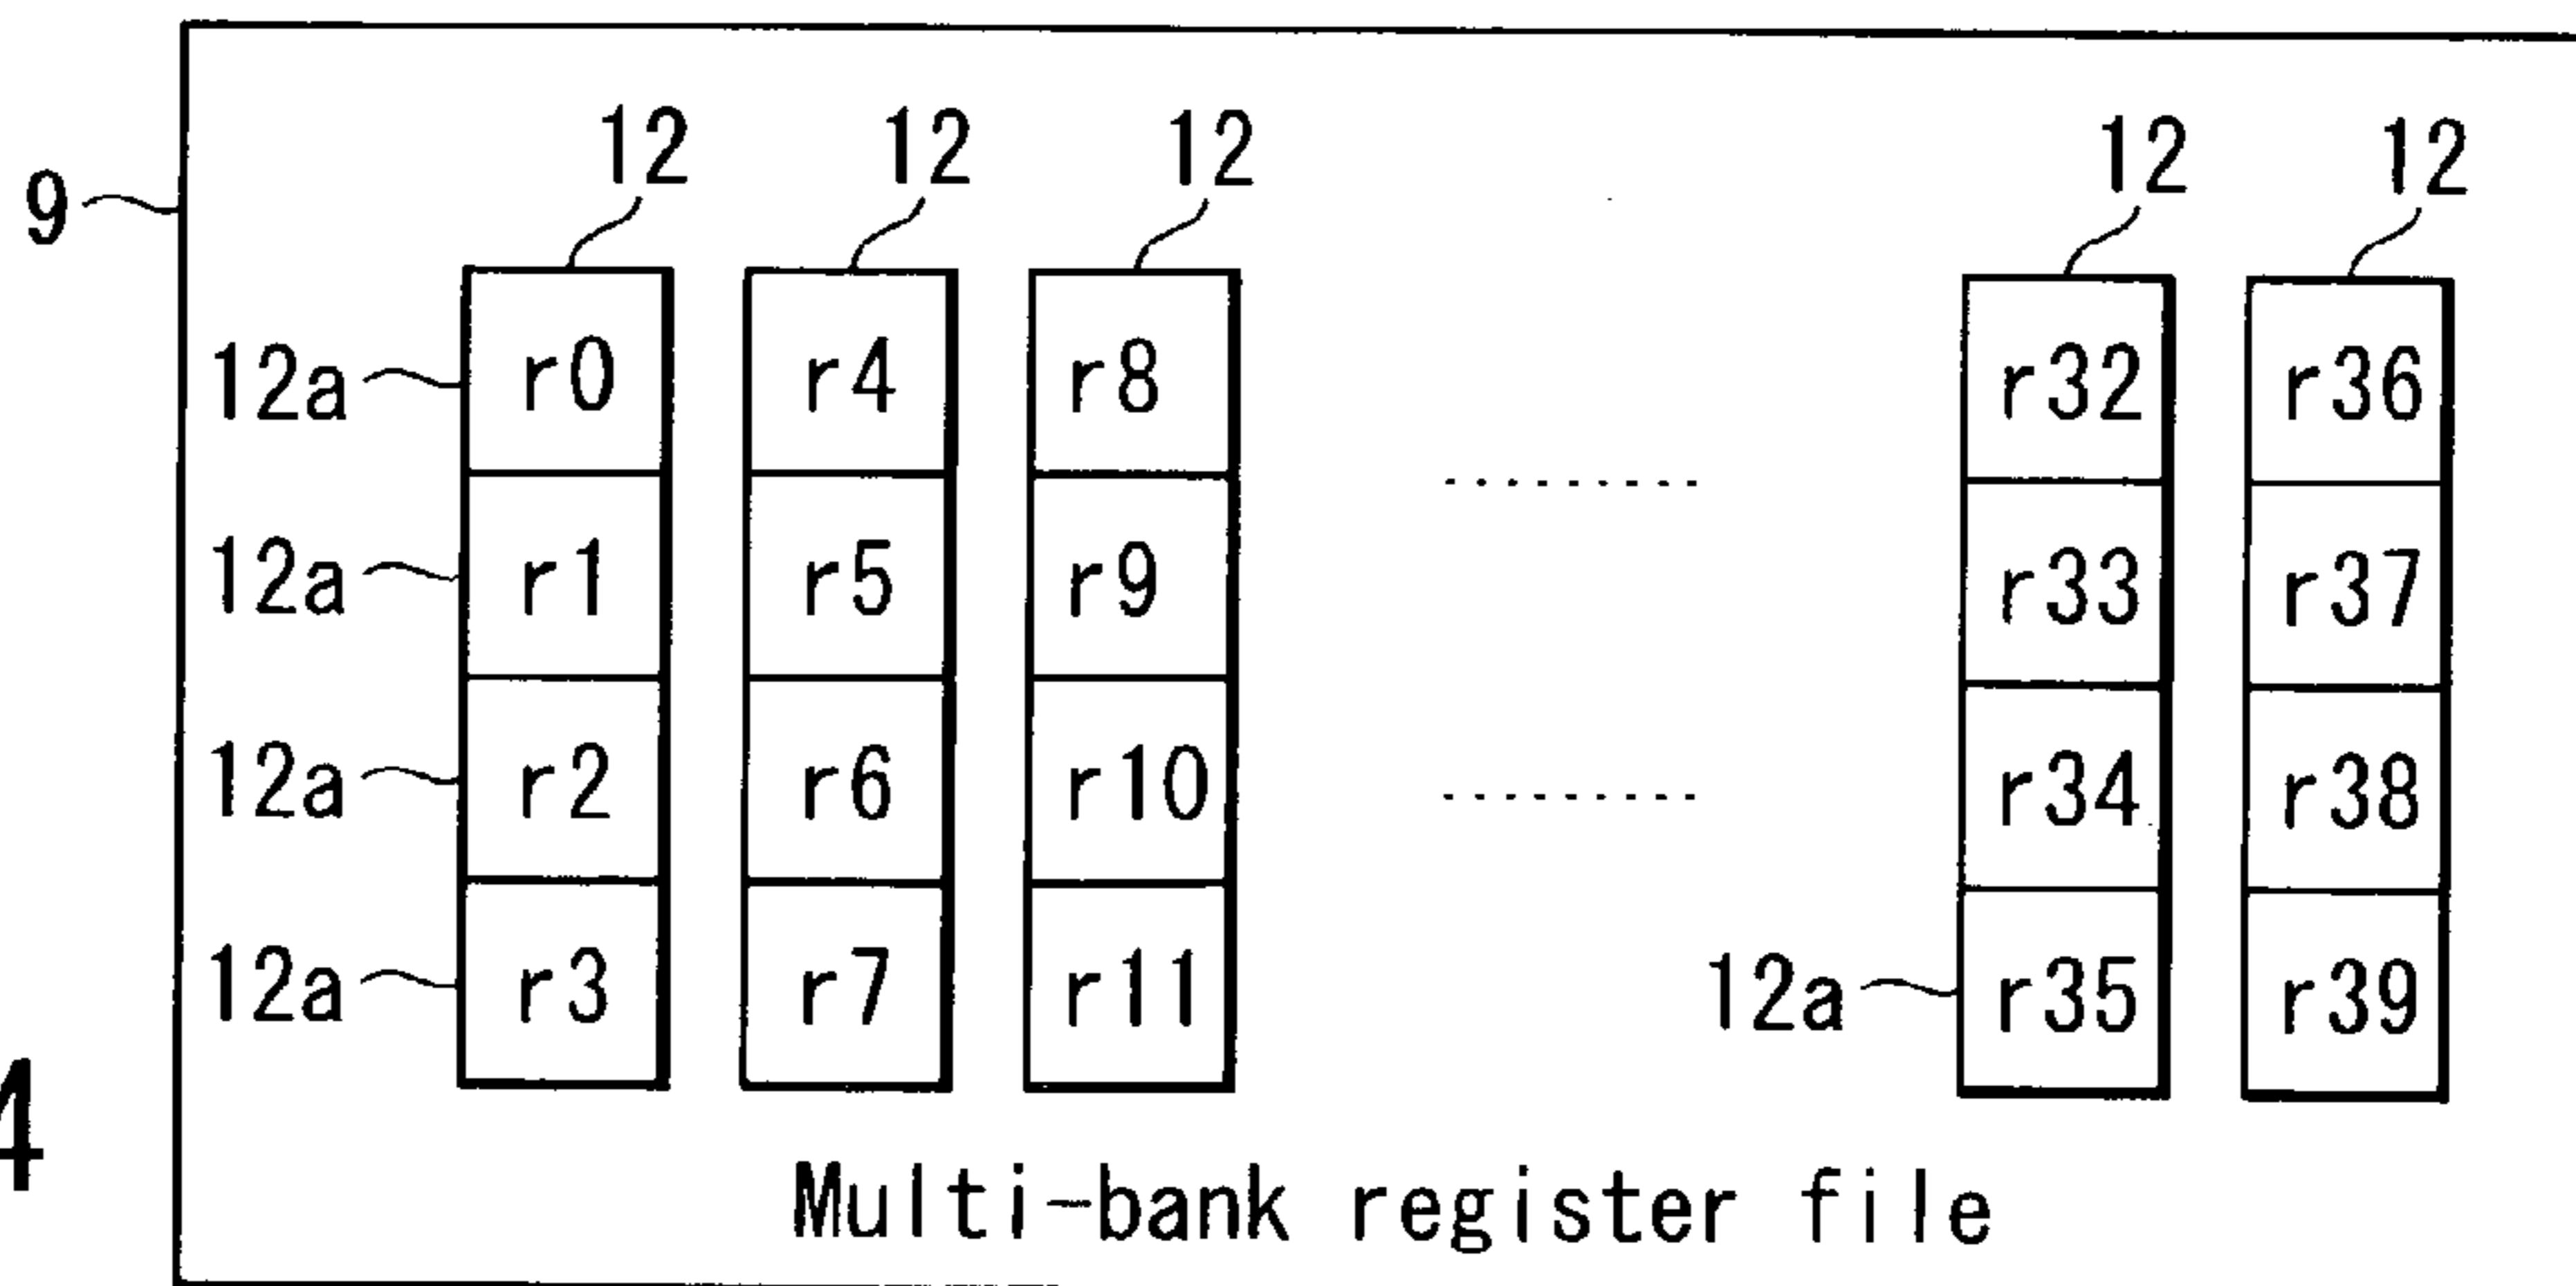 12 12 12 12 12
9
12a r0 r4 r8 r32 r36
12a r1 r5 r9 r33 r37
12a r2 r6 r10 r34 r38
12a r3 r7 r11 12a r35 r39
4
Multi-bank register file